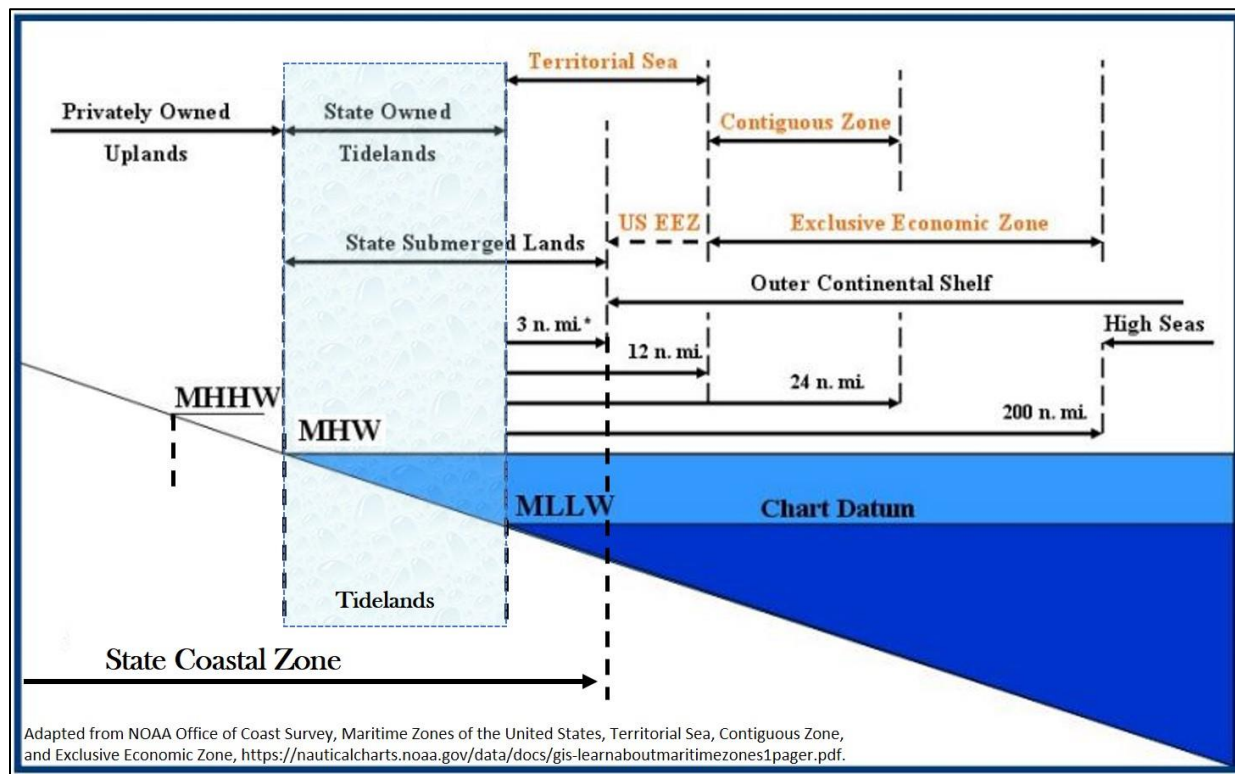 Territorial Sea
Privately Owned
Uplands
State Owned
Tidelands
Contiguous Zone
US EEZ
Exclusive Economic Zone
State Submerged Lands
Outer Continental Shelf
3 n. mi.*
High Seas
12 n. mi.
24 n. mi.
200 n. mi.
MHHW
MHW
MLLW
Chart Datum
Tidelands
State Coastal Zone
Adapted from NOAA Office of Coast Survey, Maritime Zones of the United States, Territorial Sea, Contiguous Zone,
and Exclusive Economic Zone, https://nauticalcharts.noaa.gov/data/docs/gis-learnaboutmaritimezones1pager.pdf.